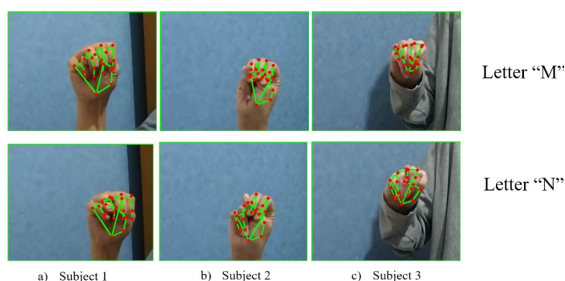 Letter “M”
Letter “N”
a) Subject 1
b) Subject 2
c) Subject 3